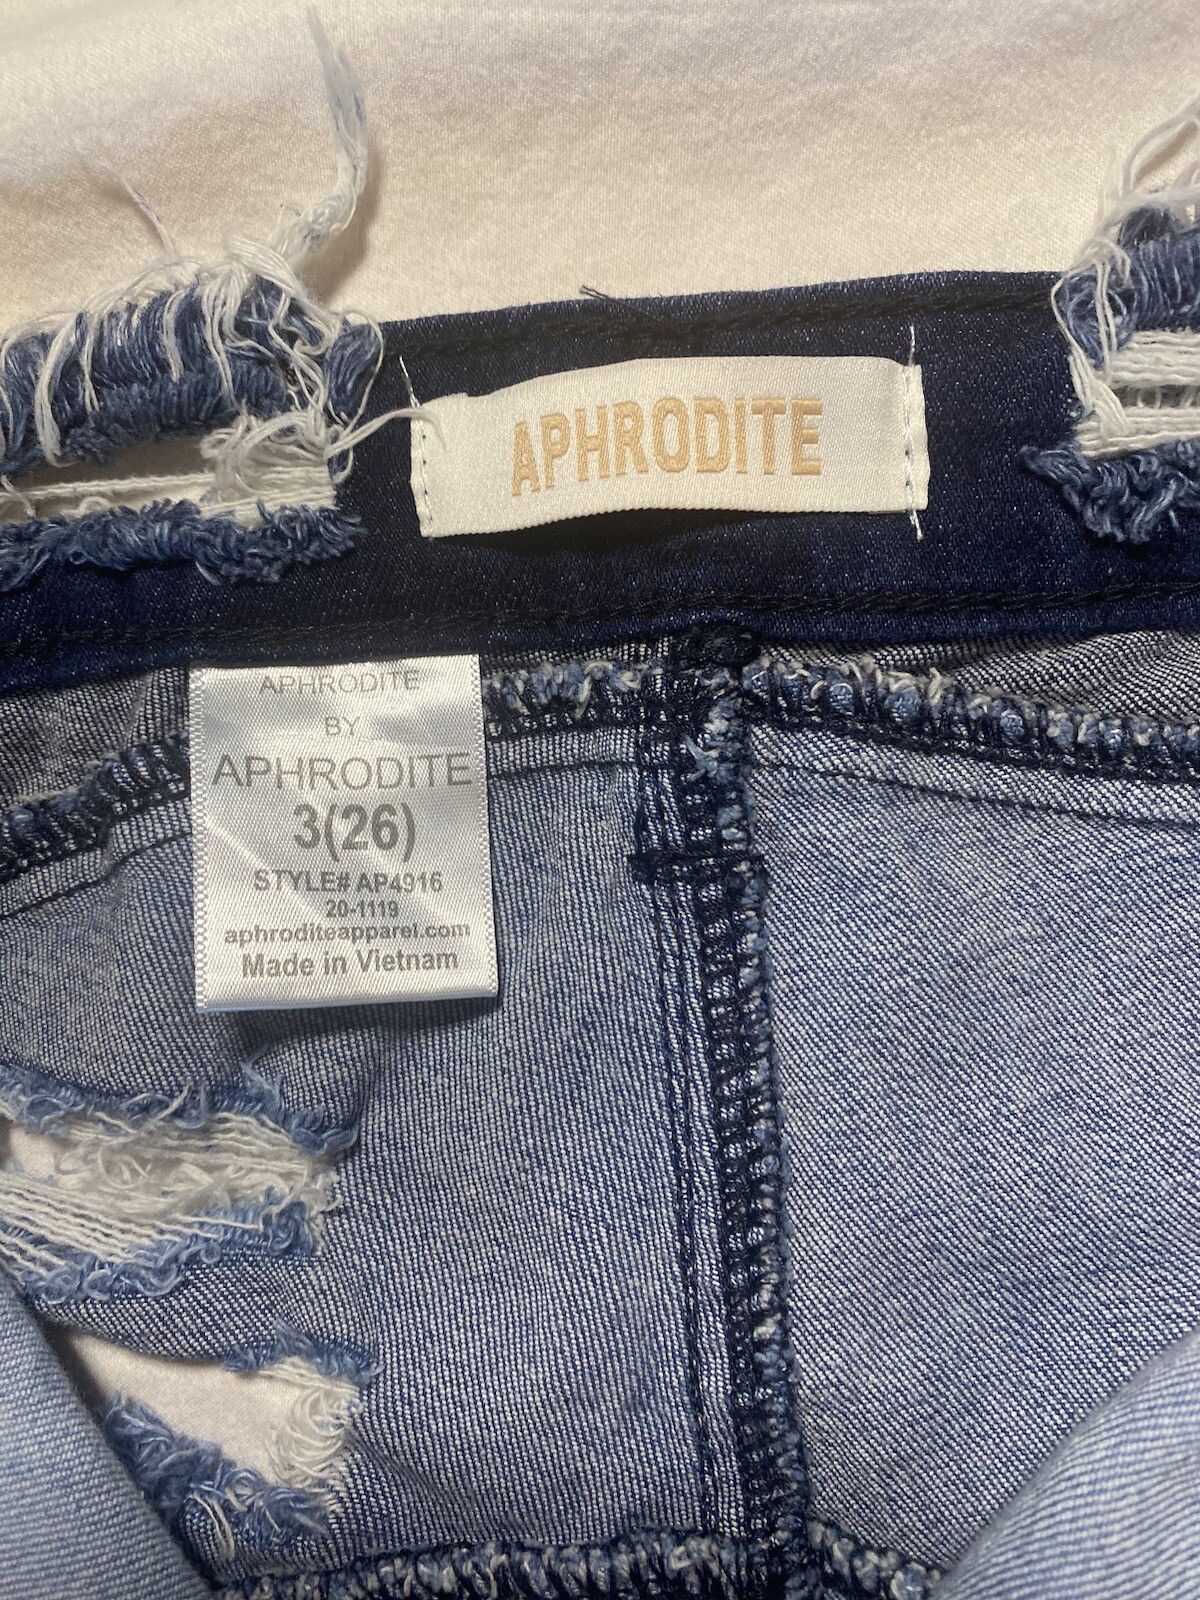 APHRODITE
APHRODITE
BY
APHRODITE
3(26)
STYLE# AP4916
20-1119
aphroditeapparel.com
Made in Vietnam